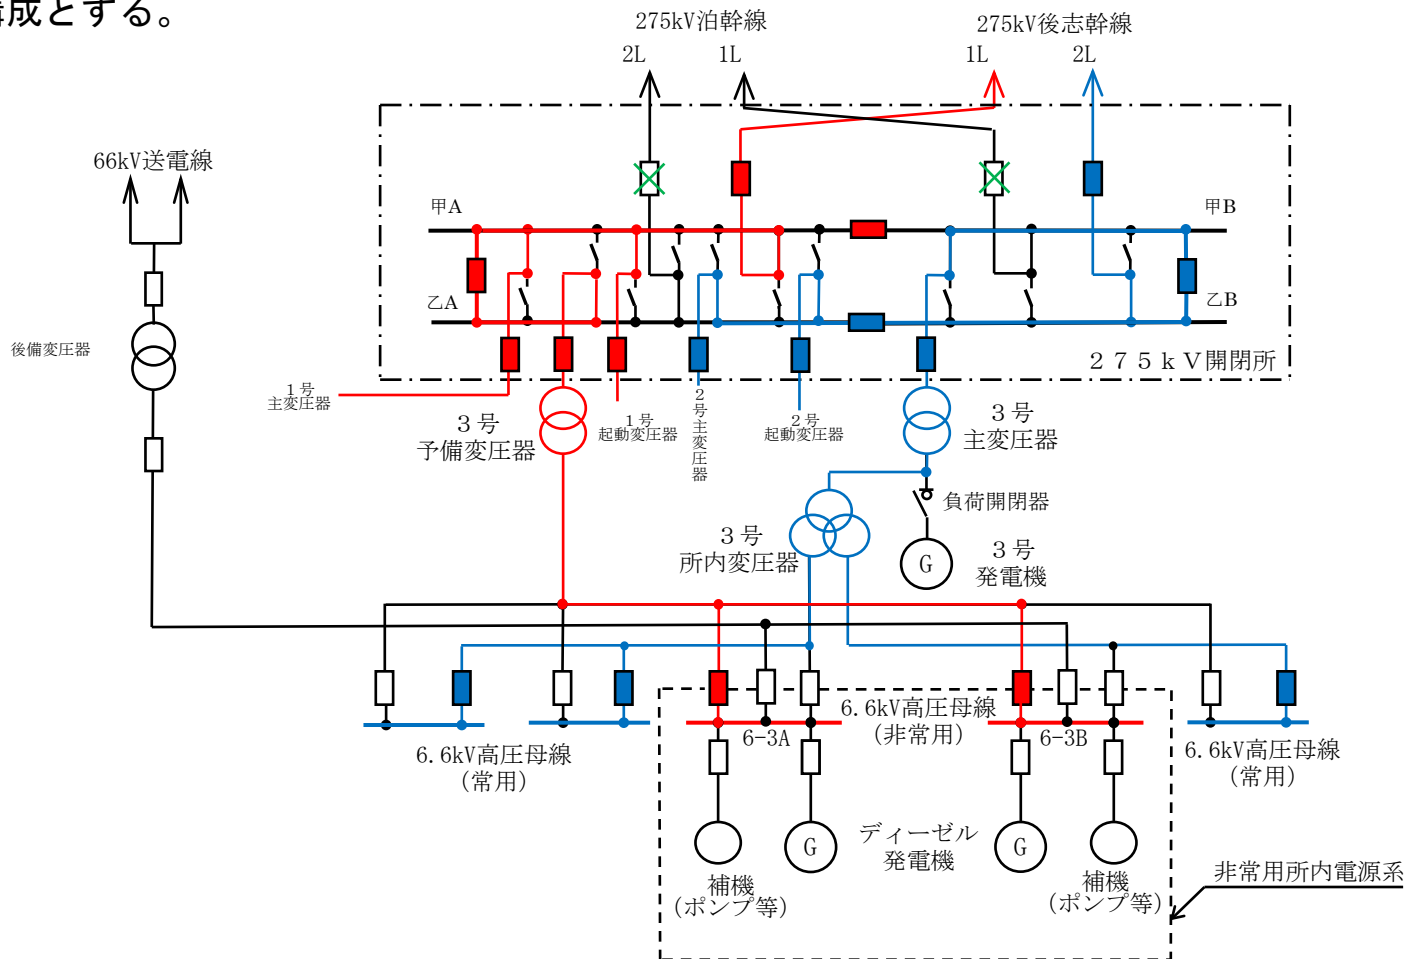 構成とする。
275kV泊幹線
275kV後志幹線
2L
1L
1L
2L
66kV送電線
甲A
甲B
乙A
乙B
後備変圧器
275kV開閉所
1号
主変圧器
3号
予備変圧器
1号
起動変圧器
2号主変圧器
2号
起動変圧器
3号
主変圧器
負荷開閉器
3号
所内変圧器
G
3号
発電機
6.6kV高圧母線
(常用)
6-3A
6.6kV高圧母線
(非常用)
6-3B
6.6kV高圧母線
(常用)
G
ディーゼル
発電機
G
補機
(ポンプ等)
補機
(ポンプ等)
非常用所内電源系